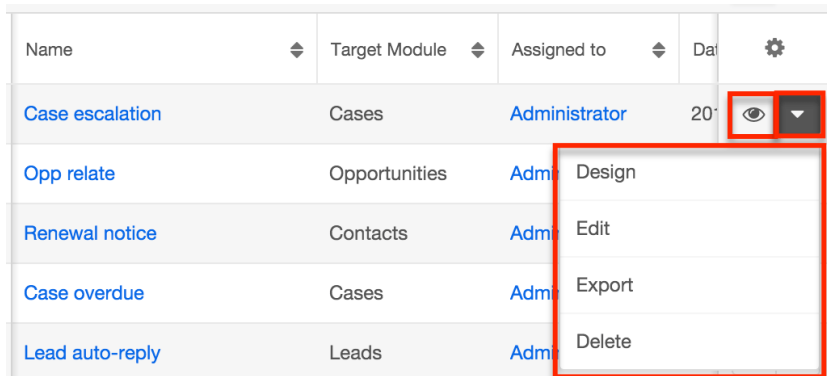 Name Target Module Assigned to Dat
Case escalation Cases Administrator 201
Opp relate Opportunities Admi Design
Renewal notice Contacts Admi Edit
Case overdue Cases Admi Export
Lead auto-reply Leads Admi Delete